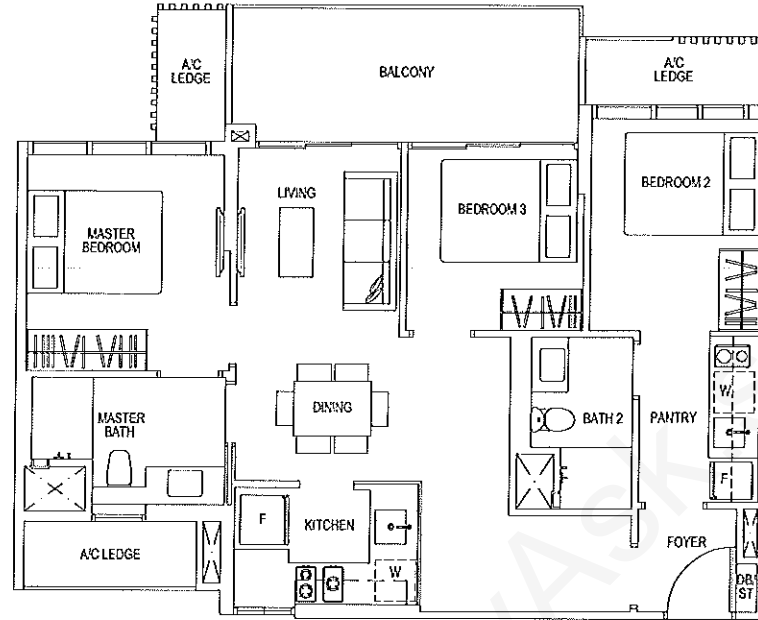 A/C
LEDGE
BALCONY
A/C
LEDGE
MASTER
BEDROOM
LIVING
BEDROOM 3
BEDROOM 2
MASTER
BATH
DINING
BATH 2
PANTRY
W
F
F
KITCHEN
W
A/C LEDGE
FOYER
DB/
ST